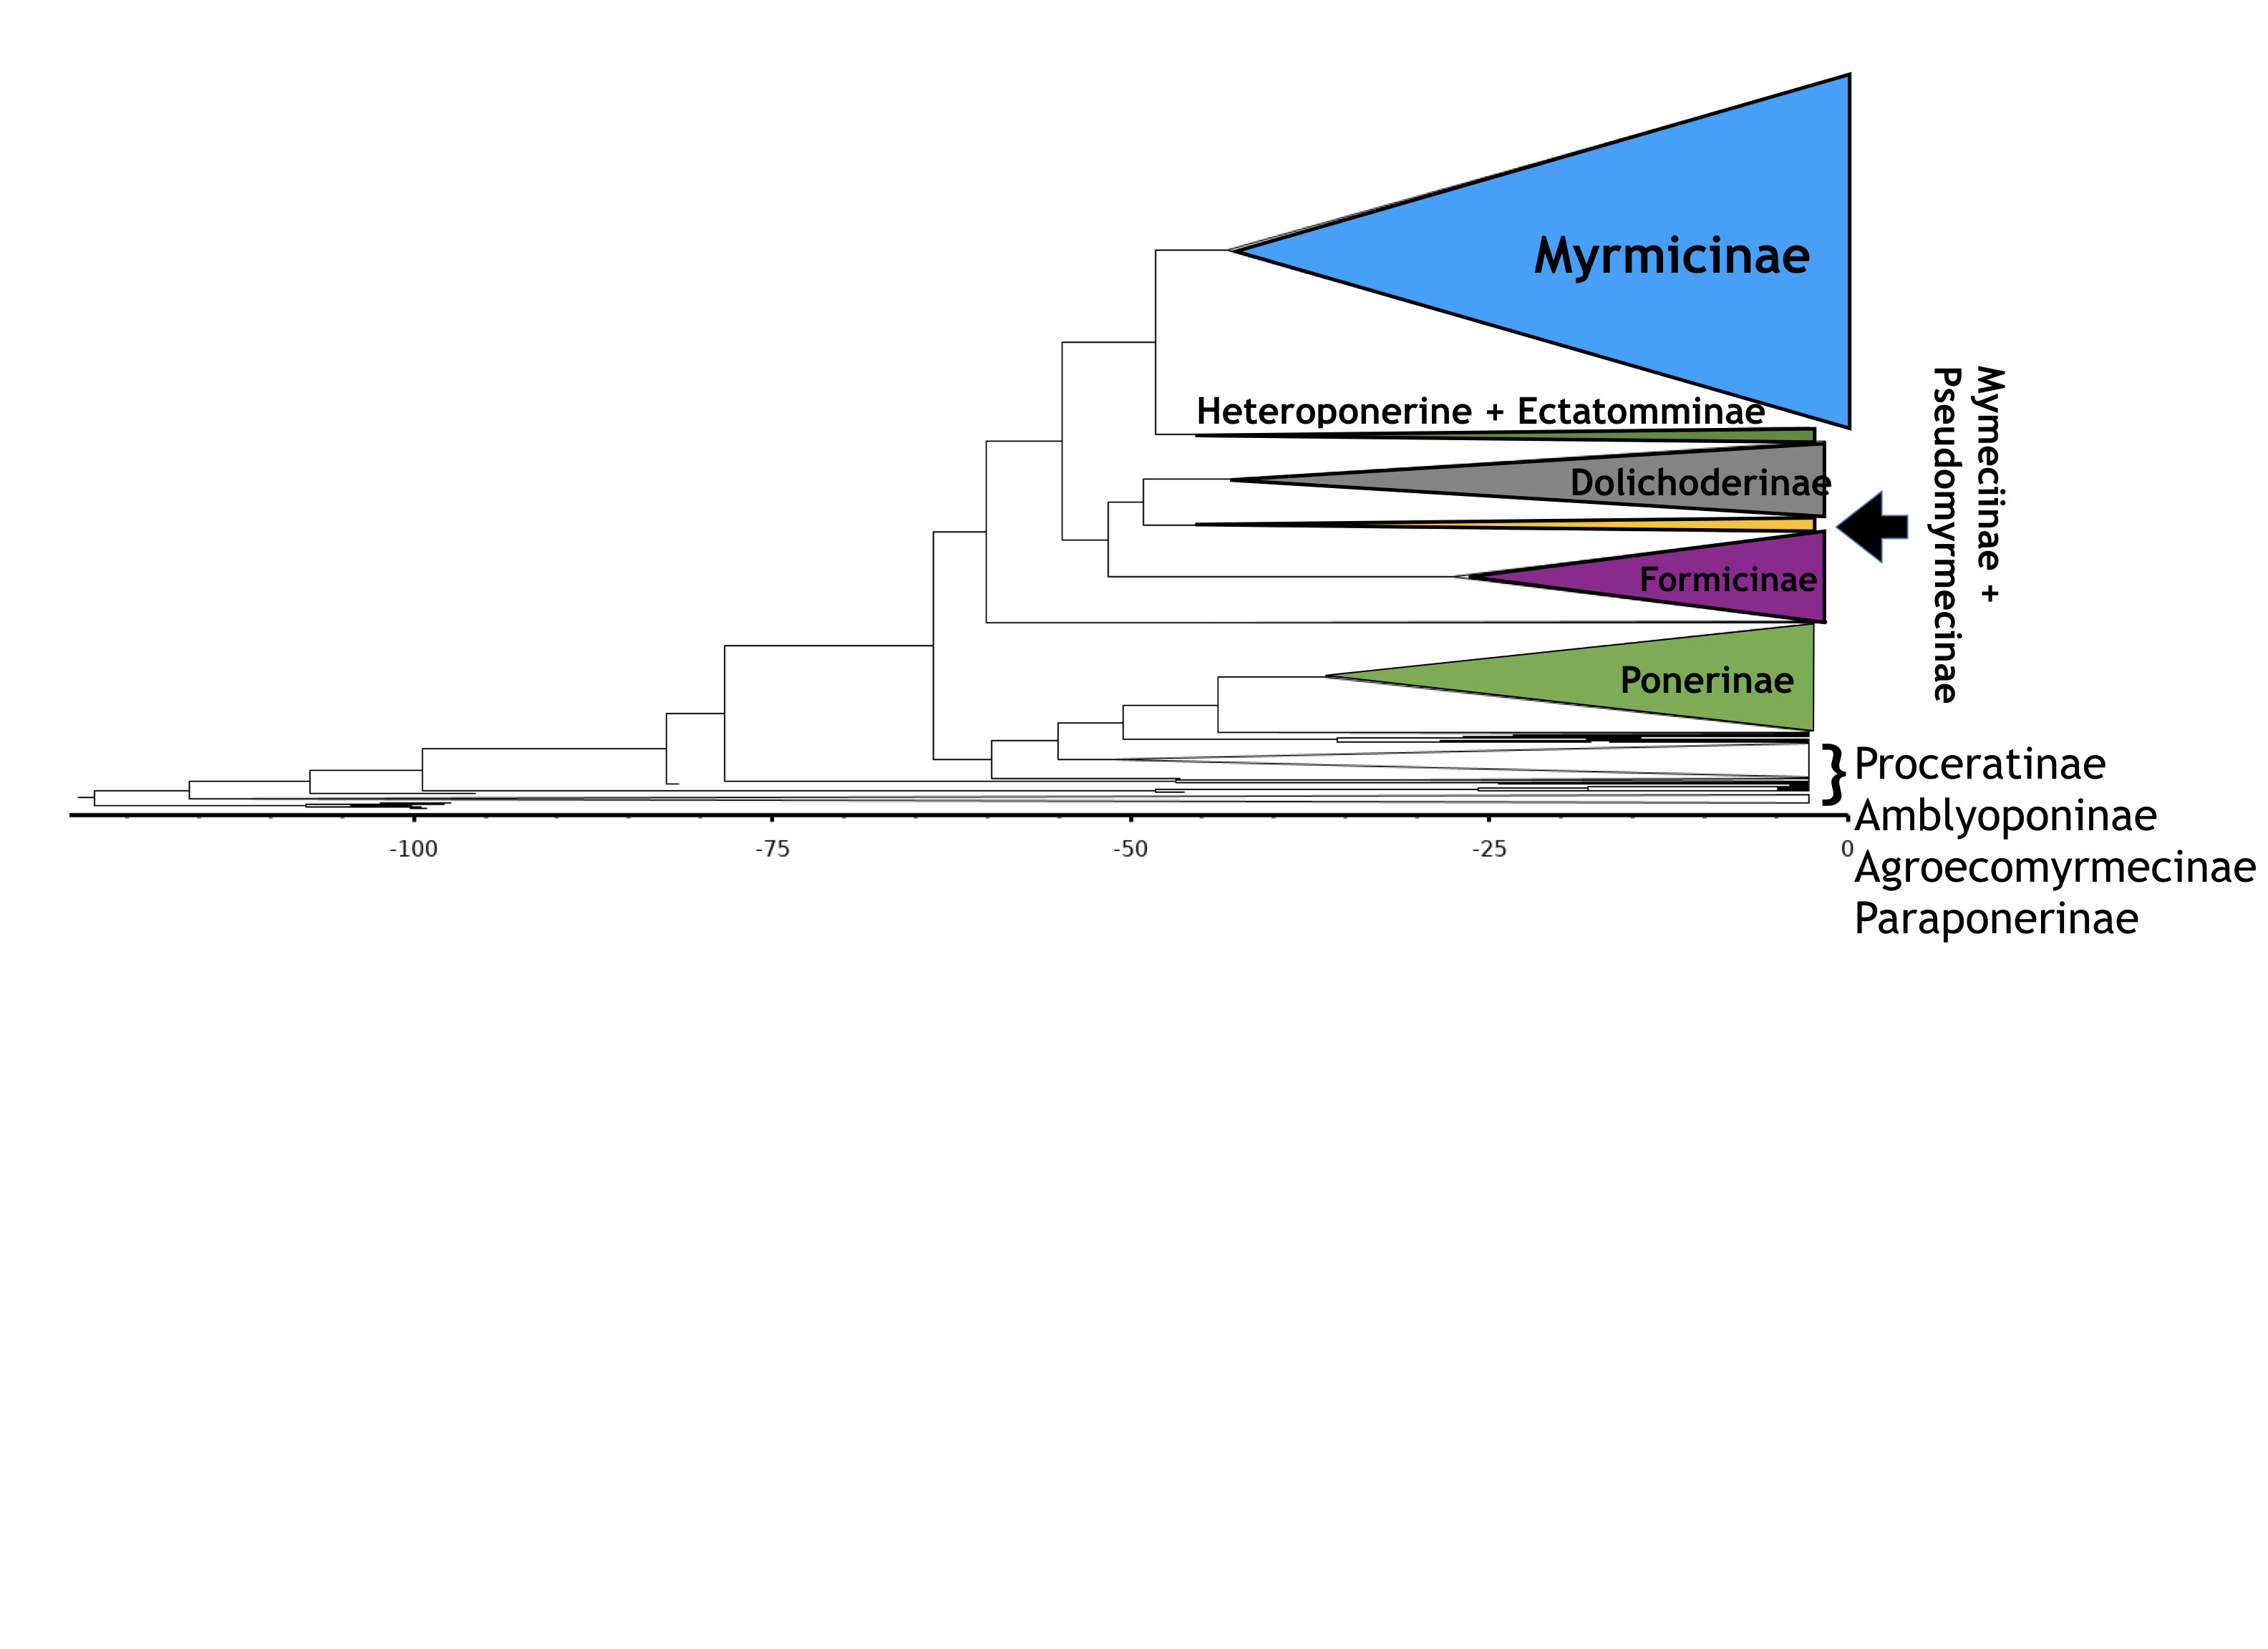 Myrmicinae
Heteroponerine + Ectatomminae
Dolichoderinae
Mymeciinae +
Pseudomyrmecinae
Formicinae
Ponerinae
} Proceratinae
Amblyoponinae
Agroecomyrmecinae
Paraponerinae
-100 -75 -50 -25 0